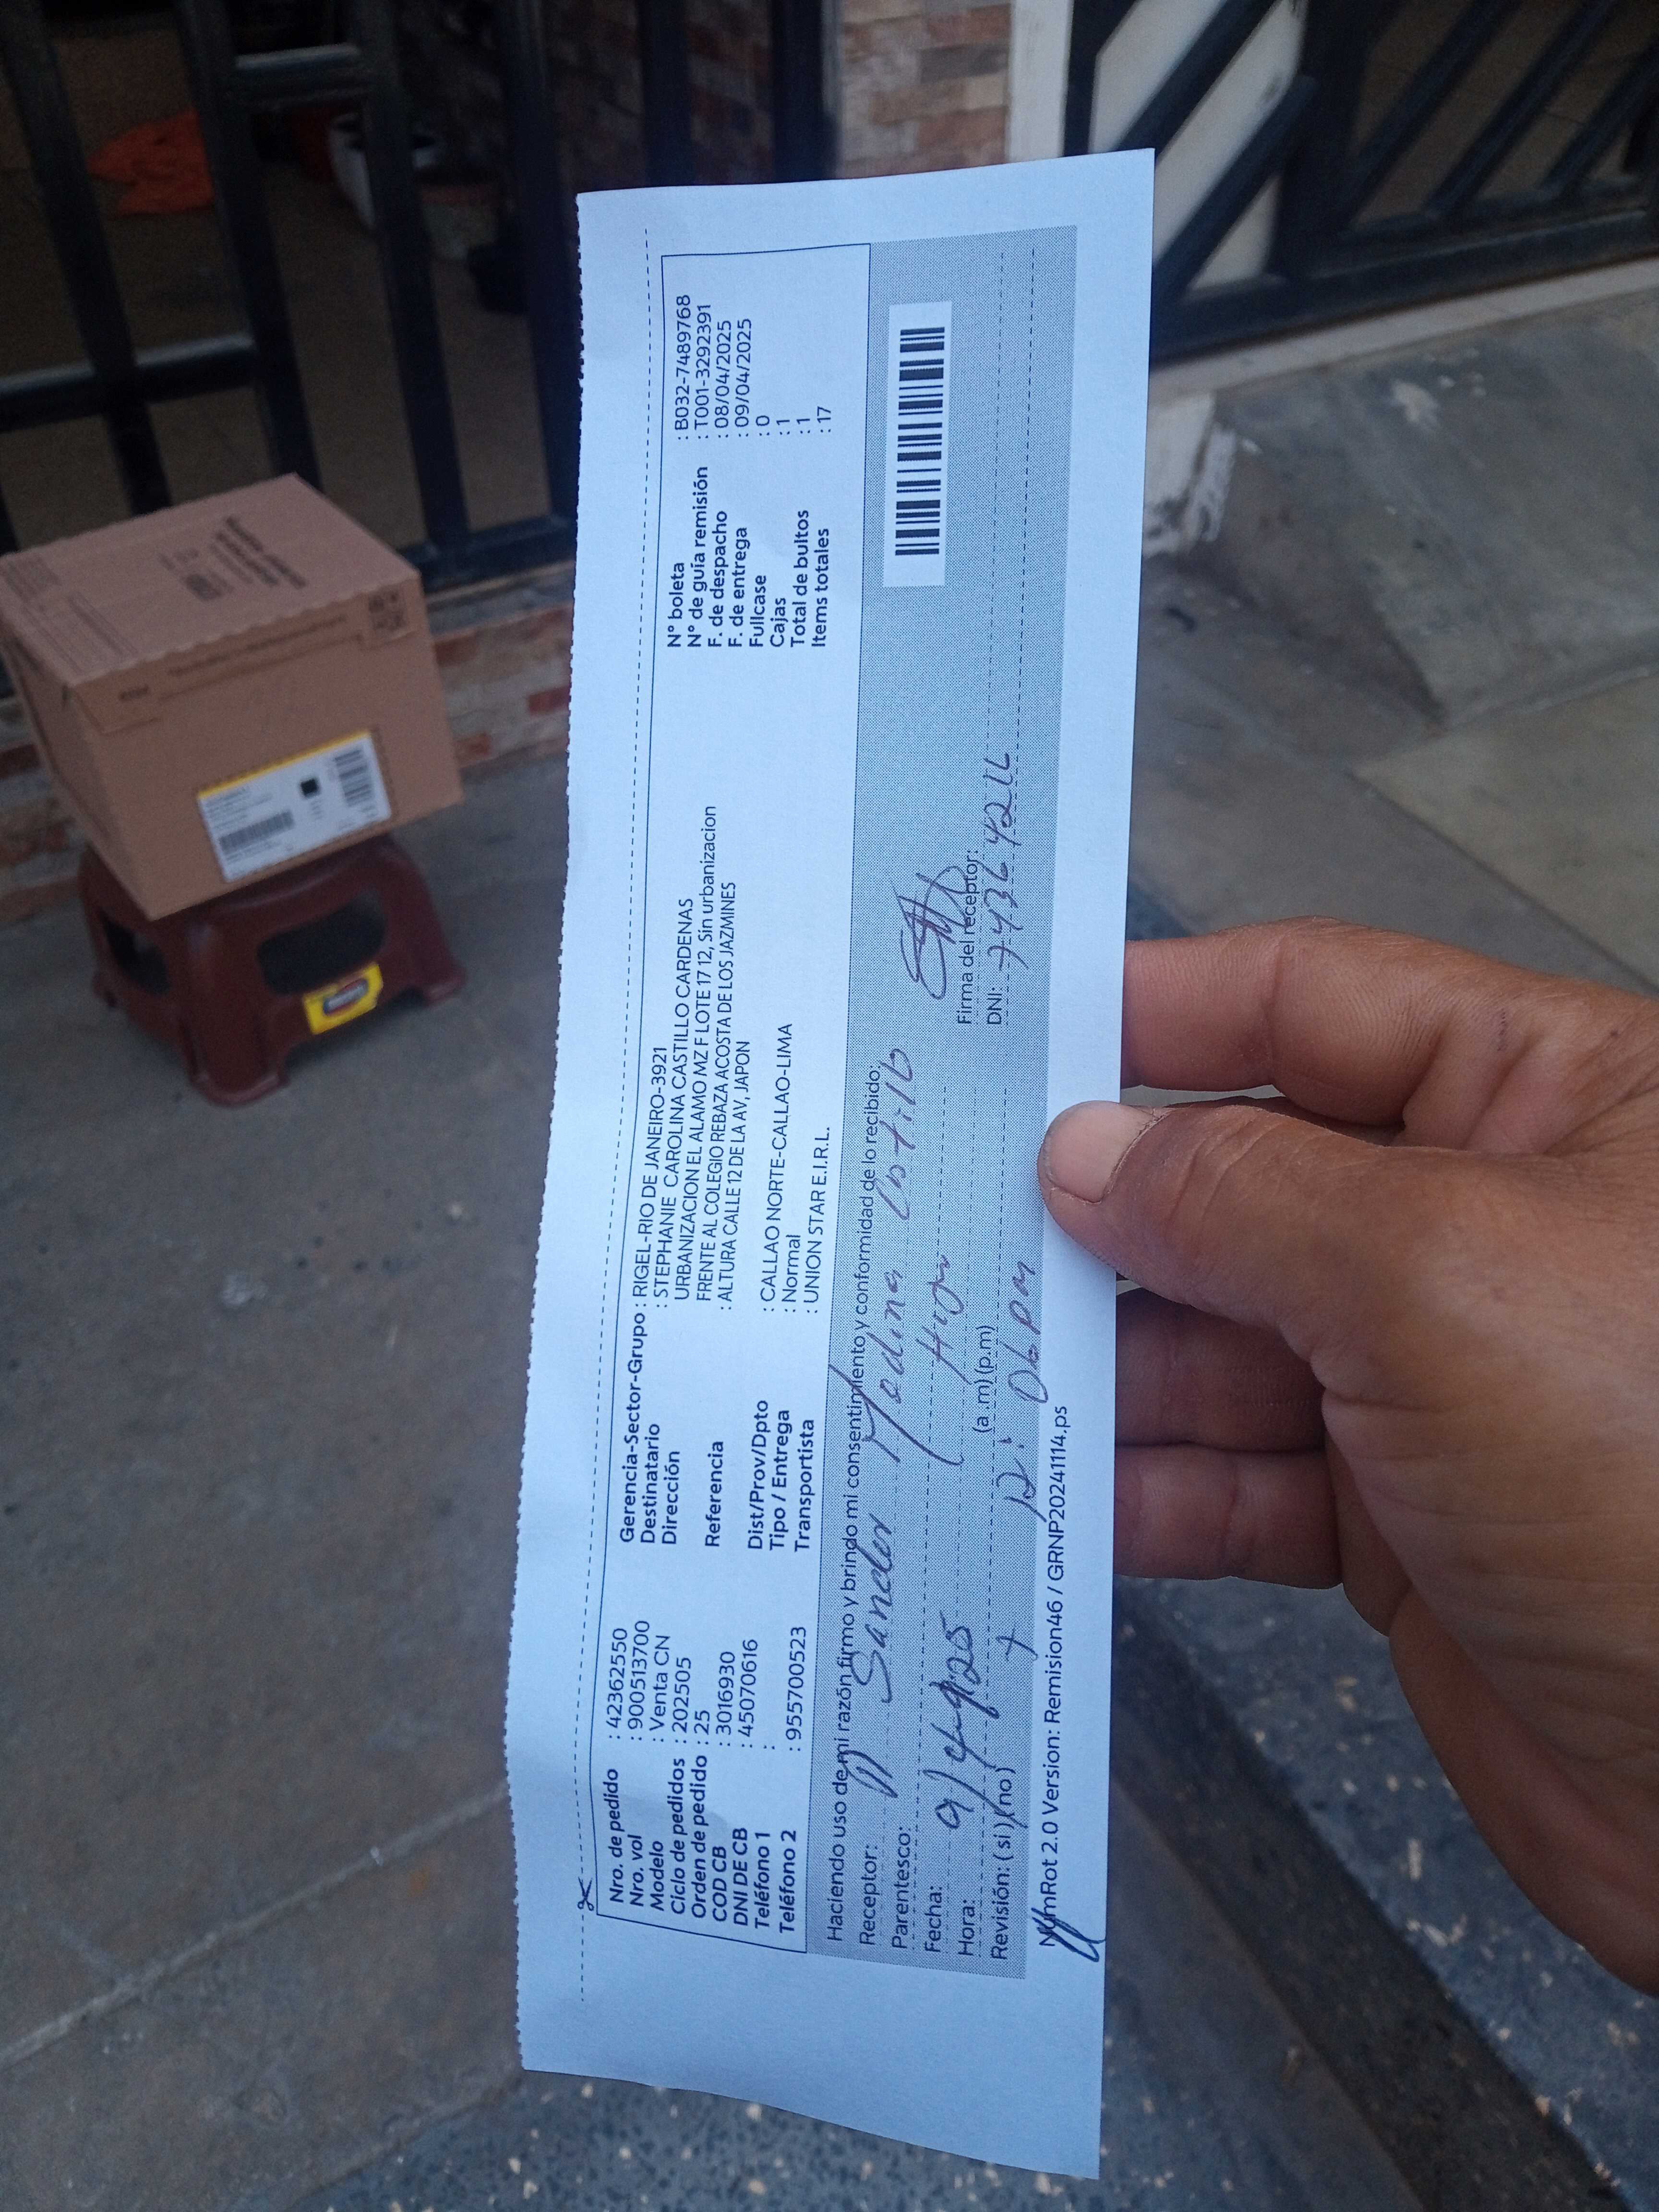 Nro. de pedido : 42362550
Nro. vol : 900513700
Modelo : Venta CN
Ciclo de pedidos : 202505
Orden de pedido : 25
COD CB : 3016930
DNI DE CB : 45070616
Teléfono 1 :
Teléfono 2 : 955700523
Gerencia-Sector-Grupo : RIGEL-RIO DE JANEIRO-3921
Destinatario : STEPHANIE CAROLINA CASTILLO CARDENAS
Dirección URBANIZACION EL ALAMO MZ F LOTE 17 12, Sin urbanizacion
FRENTE AL COLEGIO REBAZA ACOSTA DE LOS JAZMINES
Referencia : ALTURA CALLE 12 DE LA AV, JAPON
Dist/Prov/Dpto : CALLAO NORTE-CALLAO-LIMA
Tipo / Entrega : Normal
Transportista : UNION STAR E.I.R.L.
N° boleta : B032-7489768
N° de guía remisión : T001-3292391
F. de despacho : 08/04/2025
F. de entrega : 09/04/2025
Fullcase : 0
Cajas : 1
Total de bultos : 1
Items totales : 17
Haciendo uso de mi razón firmo y brindo mi consentimiento y conformidad de lo recibido:
Receptor: Sander Medina
Parentesco:
Fecha: 9/4/2025
Hora: (a .m) (p.m) 12:06 pm
Revisión: ( si ) ( no )
Firma del receptor:
DNI:
NumRot 2.0 Version: Remision46 / GRNP20241114.ps